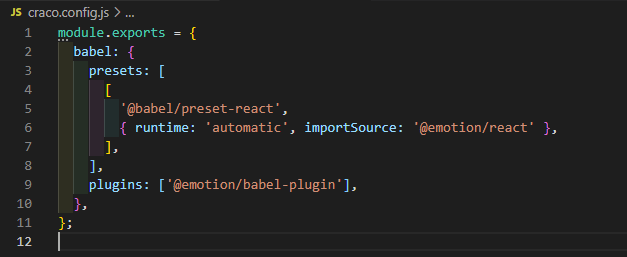 JS craco.config.js > ...
1 module.exports = {
2 babel: {
3 presets: [
4 [
5 '@babel/preset-react',
6 { runtime: 'automatic', importSource: '@emotion/react' },
7 ],
8 ],
9 plugins: ['@emotion/babel-plugin'],
10 },
11 };
12